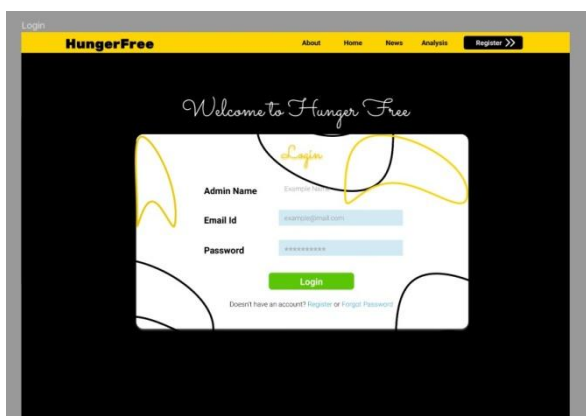 Login
HungerFree
About Home News Analysis Register
Welcome to Hunger Free
Login
Admin Name Example Name
Email Id example@mail.com
Password **********
Login
Doesn't have an account? Register or Forgot Password